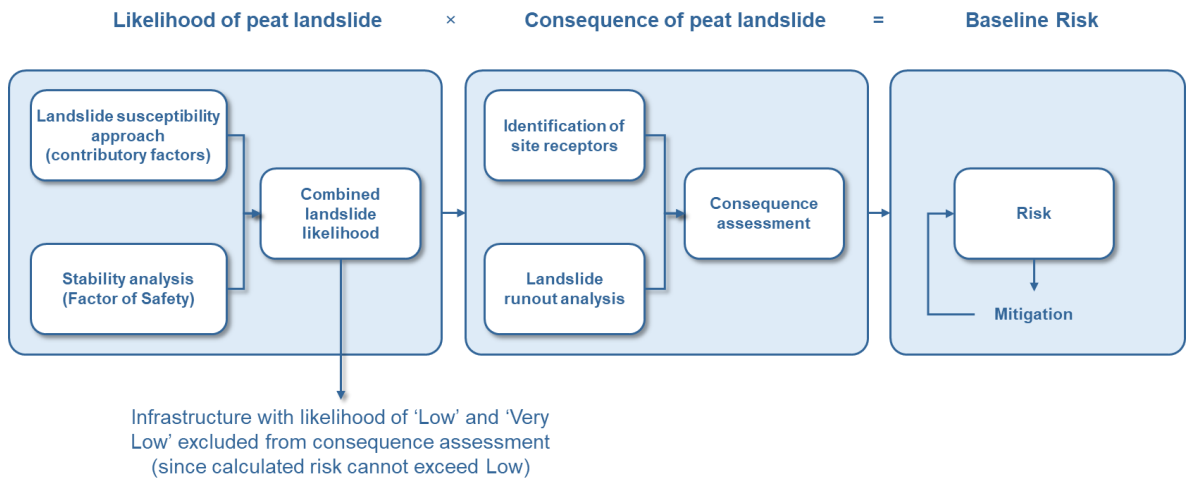 Likelihood of peat landslide × Consequence of peat landslide = Baseline Risk
Landslide susceptibility
approach
(contributory factors)
Stability analysis
(Factor of Safety)
Combined
landslide
likelihood
Identification of
site receptors
Landslide
runout analysis
Consequence
assessment
Risk
Mitigation
Infrastructure with likelihood of ‘Low’ and ‘Very
Low’ excluded from consequence assessment
(since calculated risk cannot exceed Low)